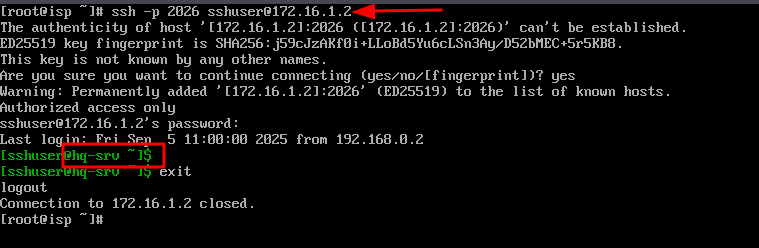 [root@isp ~]# ssh -p 2026 sshuser@172.16.1.2
The authenticity of host '[172.16.1.2]:2026 ([172.16.1.2]:2026)' can't be established.
ED25519 key fingerprint is SHA256:j59cJzAKf0i+LLoBd5Yu6cLSn3Ay/D52bMEC+5r5KB8.
This key is not known by any other names.
Are you sure you want to continue connecting (yes/no/[fingerprint])? yes
Warning: Permanently added '[172.16.1.2]:2026' (ED25519) to the list of known hosts.
Authorized access only
sshuser@172.16.1.2's password:
Last login: Fri Sep  5 11:00:00 2025 from 192.168.0.2
[sshuser@hq-srv ~]$
[sshuser@hq-srv ~]$ exit
logout
Connection to 172.16.1.2 closed.
[root@isp ~]#